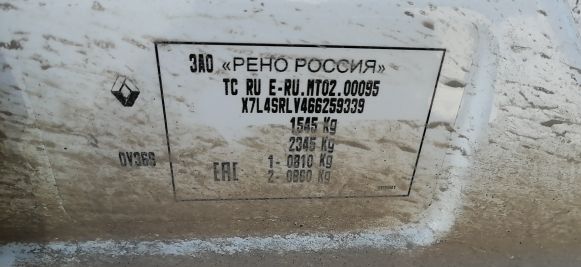 ЗАО «РЕНО РОССИЯ»
TC RU E-RU.MT02.00095
X7L4SRLV466259339
1545 Kg
2345 Kg
1- 0810 Kg
DV369 EAC 2- 0860 Kg